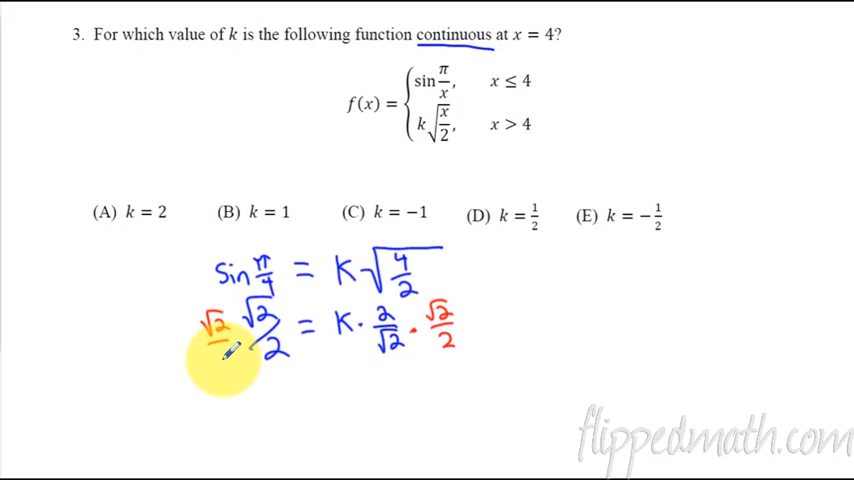 3. For which value of k is the following function continuous at x = 4?
f(x) = { sin π/x, x ≤ 4
k√(x/2), x > 4
(A) k = 2 (B) k = 1 (C) k = −1 (D) k = 1/2 (E) k = −1/2
sin π/4 = K√(4/2)
√2/ √2/2 = K · 2/√2 · √2/2
flippedmath.com